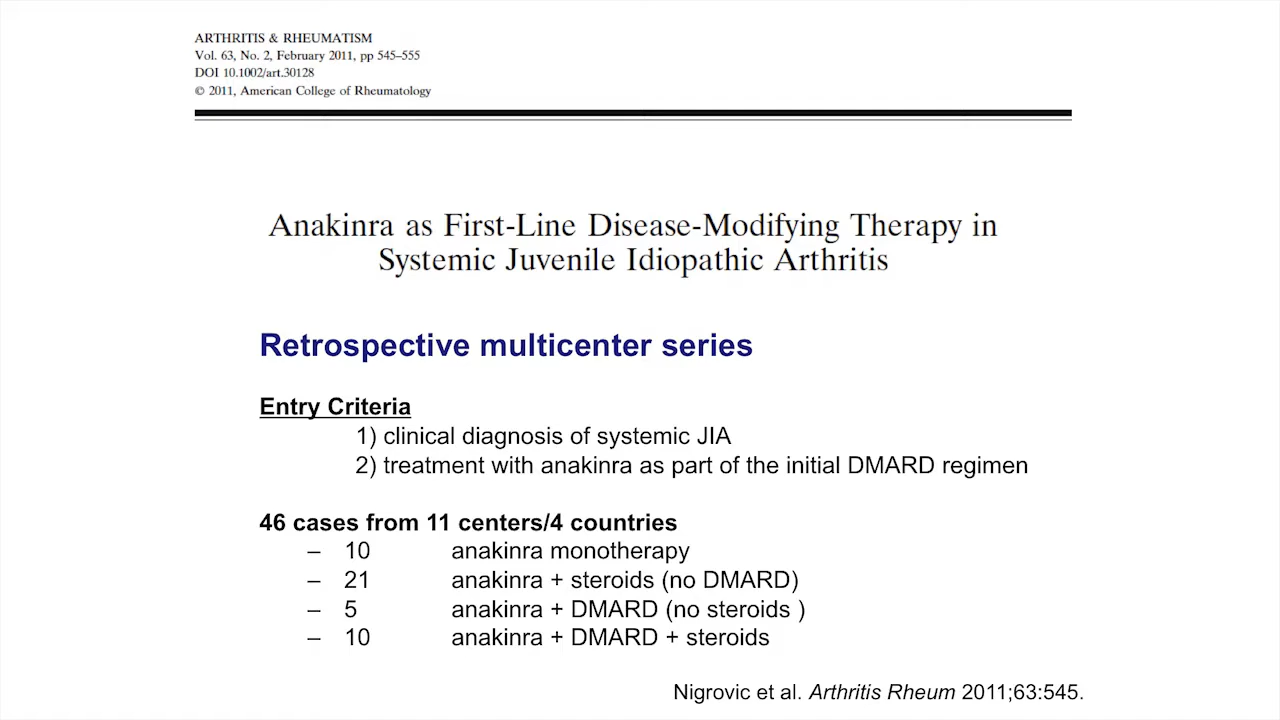 ARTHRITIS & RHEUMATISM
Vol. 63, No. 2, February 2011, pp 545–555
DOI 10.1002/art.30128
© 2011, American College of Rheumatology
Anakinra as First-Line Disease-Modifying Therapy in
Systemic Juvenile Idiopathic Arthritis
Retrospective multicenter series
Entry Criteria
1) clinical diagnosis of systemic JIA
2) treatment with anakinra as part of the initial DMARD regimen
46 cases from 11 centers/4 countries
– 10 anakinra monotherapy
– 21 anakinra + steroids (no DMARD)
– 5 anakinra + DMARD (no steroids )
– 10 anakinra + DMARD + steroids
Nigrovic et al. Arthritis Rheum 2011;63:545.